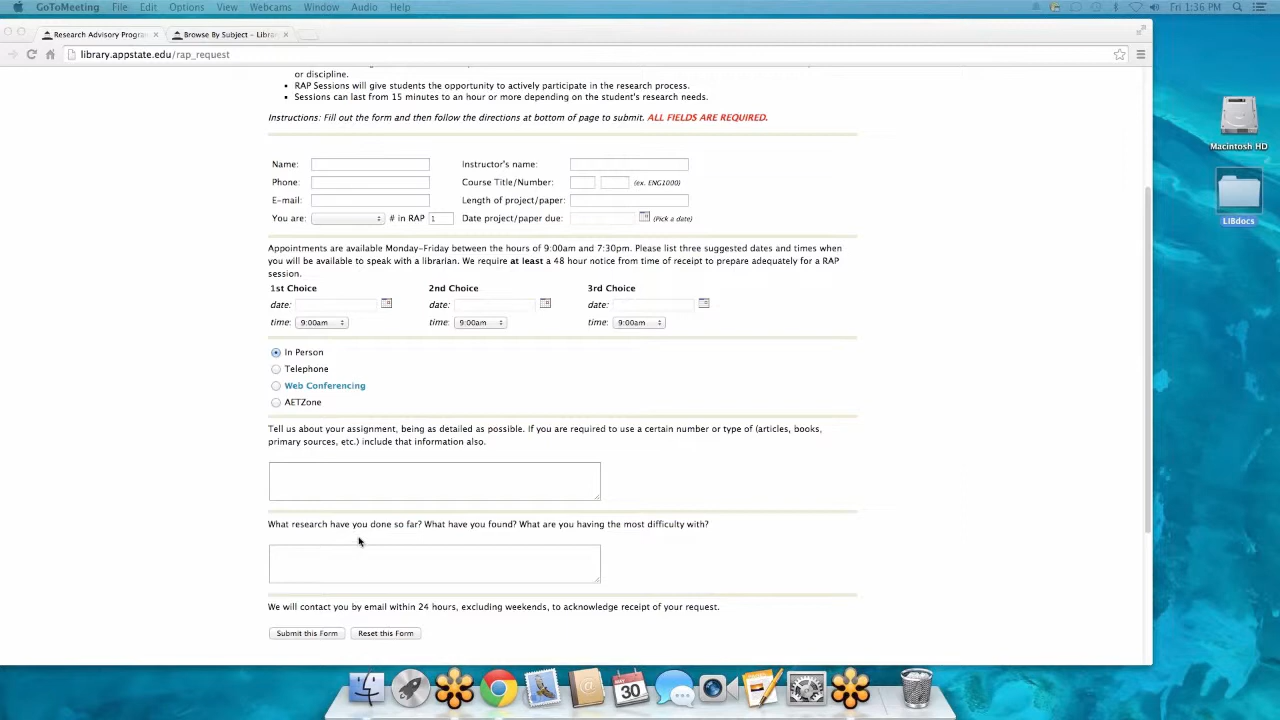 GoToMeeting File Edit Options View Webcams Window Audio Help Fri 1:36 PM
Research Advisory Progra Browse By Subject – Libra
library.appstate.edu/rap_request
or discipline.
RAP Sessions will give students the opportunity to actively participate in the research process.
Sessions can last from 15 minutes to an hour or more depending on the student's research needs.
Instructions: Fill out the form and then follow the directions at bottom of page to submit. ALL FIELDS ARE REQUIRED.
Macintosh HD
Name: Instructor's name:
Phone: Course Title/Number: (ex. ENG1000)
E-mail: Length of project/paper:
You are: # in RAP 1 Date project/paper due: (Pick a date)
LIBdocs
Appointments are available Monday-Friday between the hours of 9:00am and 7:30pm. Please list three suggested dates and times when
you will be available to speak with a librarian. We require at least a 48 hour notice from time of receipt to prepare adequately for a RAP
session.
1st Choice 2nd Choice 3rd Choice
date: date: date:
time: 9:00am time: 9:00am time: 9:00am
In Person
Telephone
Web Conferencing
AETZone
Tell us about your assignment, being as detailed as possible. If you are required to use a certain number or type of (articles, books,
primary sources, etc.) include that information also.
What research have you done so far? What have you found? What are you having the most difficulty with?
We will contact you by email within 24 hours, excluding weekends, to acknowledge receipt of your request.
Submit this Form Reset this Form
MAY
30